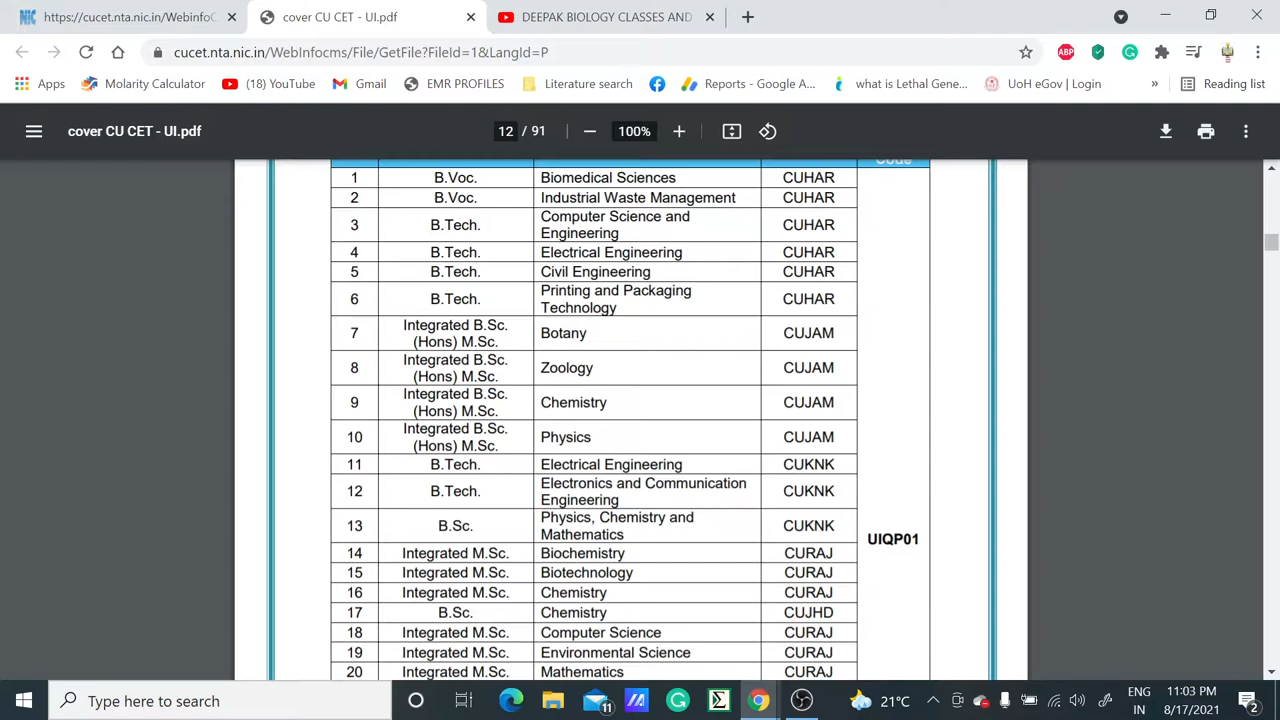 NIC
https://cucet.nta.nic.in/WebinfoC
cover CU CET - UI.pdf
DEEPAK BIOLOGY CLASSES AND
cucet.nta.nic.in/WebInfocms/File/GetFile?FileId=1&LangId=P
ABP
Apps
Molarity Calculator
(18) YouTube
Gmail
EMR PROFILES
Literature search
Reports - Google A...
what is Lethal Gene...
UoH eGov | Login
»
Reading list
cover CU CET - UI.pdf
12 / 91
100%
Code
1 B.Voc. Biomedical Sciences CUHAR
2 B.Voc. Industrial Waste Management CUHAR
3 B.Tech. Computer Science and Engineering CUHAR
4 B.Tech. Electrical Engineering CUHAR
5 B.Tech. Civil Engineering CUHAR
6 B.Tech. Printing and Packaging Technology CUHAR
7 Integrated B.Sc. (Hons) M.Sc. Botany CUJAM
8 Integrated B.Sc. (Hons) M.Sc. Zoology CUJAM
9 Integrated B.Sc. (Hons) M.Sc. Chemistry CUJAM
10 Integrated B.Sc. (Hons) M.Sc. Physics CUJAM
11 B.Tech. Electrical Engineering CUKNK
12 B.Tech. Electronics and Communication Engineering CUKNK
13 B.Sc. Physics, Chemistry and Mathematics CUKNK
UIQP01
14 Integrated M.Sc. Biochemistry CURAJ
15 Integrated M.Sc. Biotechnology CURAJ
16 Integrated M.Sc. Chemistry CURAJ
17 B.Sc. Chemistry CUJHD
18 Integrated M.Sc. Computer Science CURAJ
19 Integrated M.Sc. Environmental Science CURAJ
20 Integrated M.Sc. Mathematics CURAJ
Type here to search
11
21°C
ENG
IN
11:03 PM
8/17/2021
2